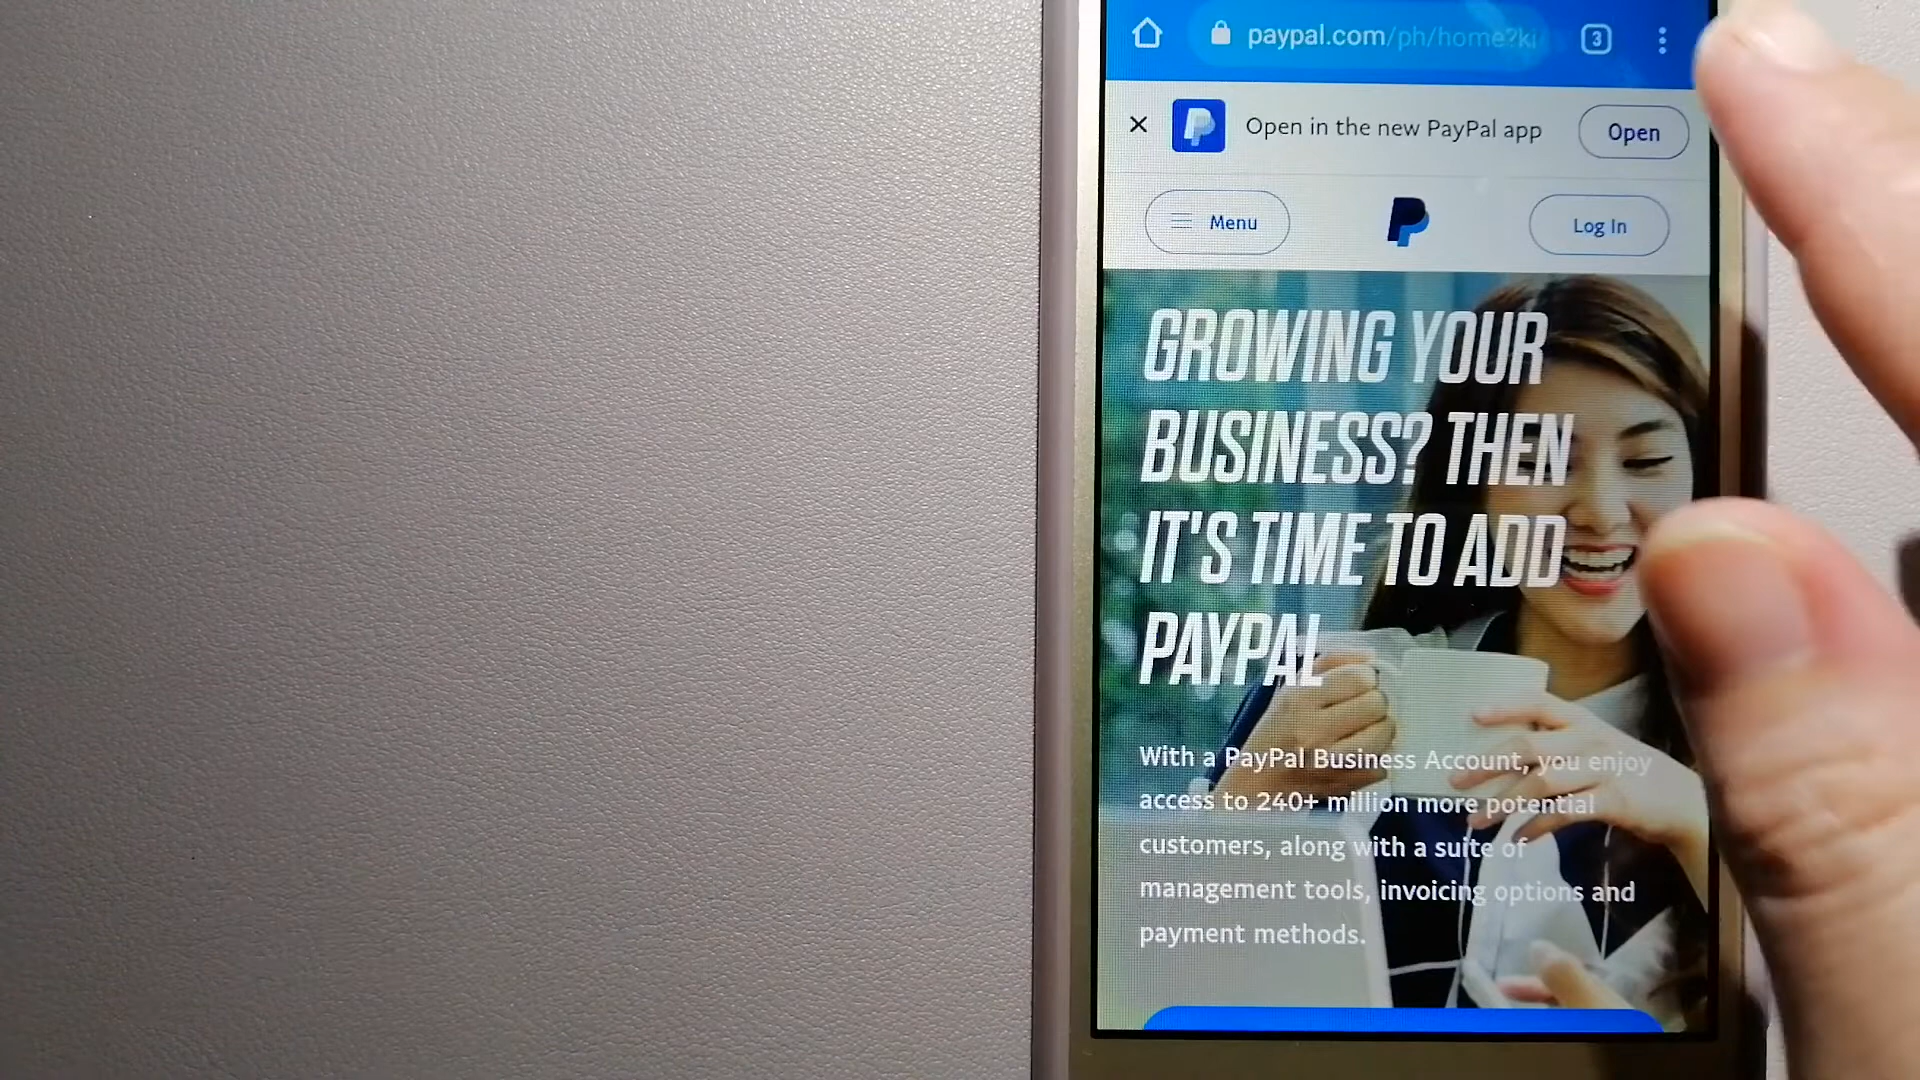 paypal.com/ph/home?ki
3
Open in the new PayPal app
Open
Menu
Log In
GROWING YOUR
BUSINESS? THEN
IT'S TIME TO ADD
PAYPAL
With a PayPal Business Account, you enjoy
access to 240+ million more potential
customers, along with a suite of
management tools, invoicing options and
payment methods.